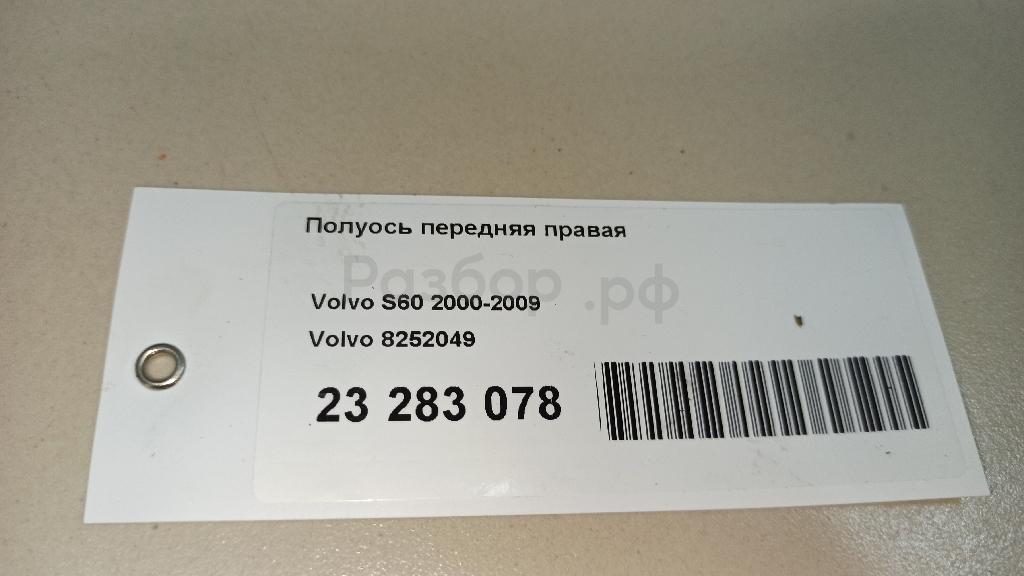 Полуось передняя правая
Разбор.рф
Volvo S60 2000-2009
Volvo 8252049
23 283 078